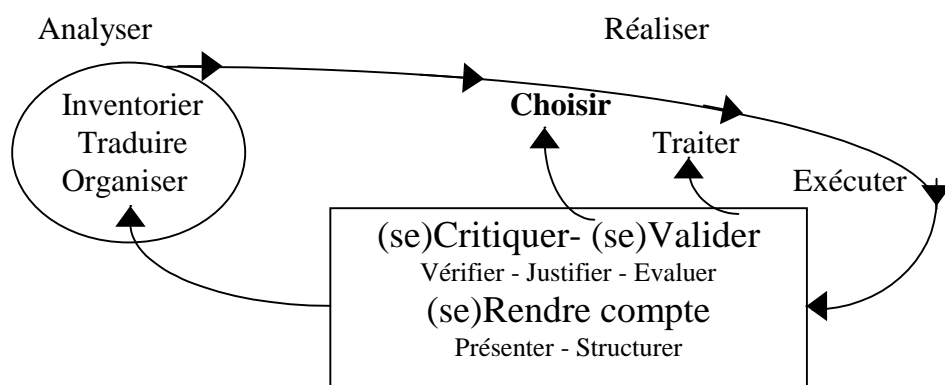 Analyser
Réaliser
Inventorier
Traduire
Organiser
Choisir
Traiter
Exécuter
(se)Critiquer- (se)Valider
Vérifier - Justifier - Evaluer
(se)Rendre compte
Présenter - Structurer